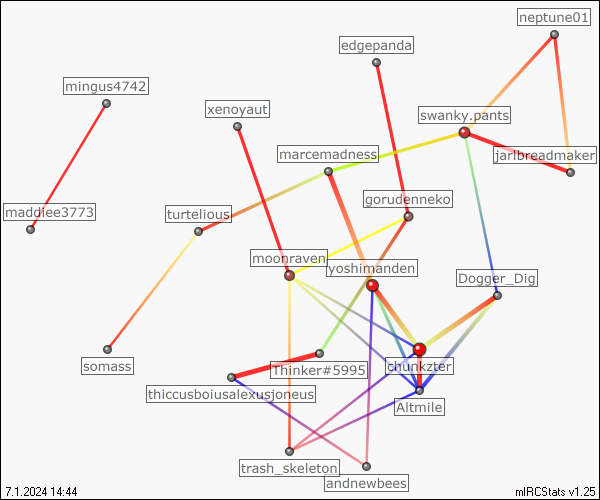 neptune01
edgepanda
mingus4742
xenoyaut
swanky.pants
marcemadness
jarlbreadmaker
gorudenneko
maddiee3773
turtelious
moonraven
yoshimanden
Dogger_Dig
somass
chunkzter
Thinker#5995
thiccusboiusalexusjoneus
Altmile
trash_skeleton
andnewbees
7.1.2024 14:44
mIRCStats v1.25